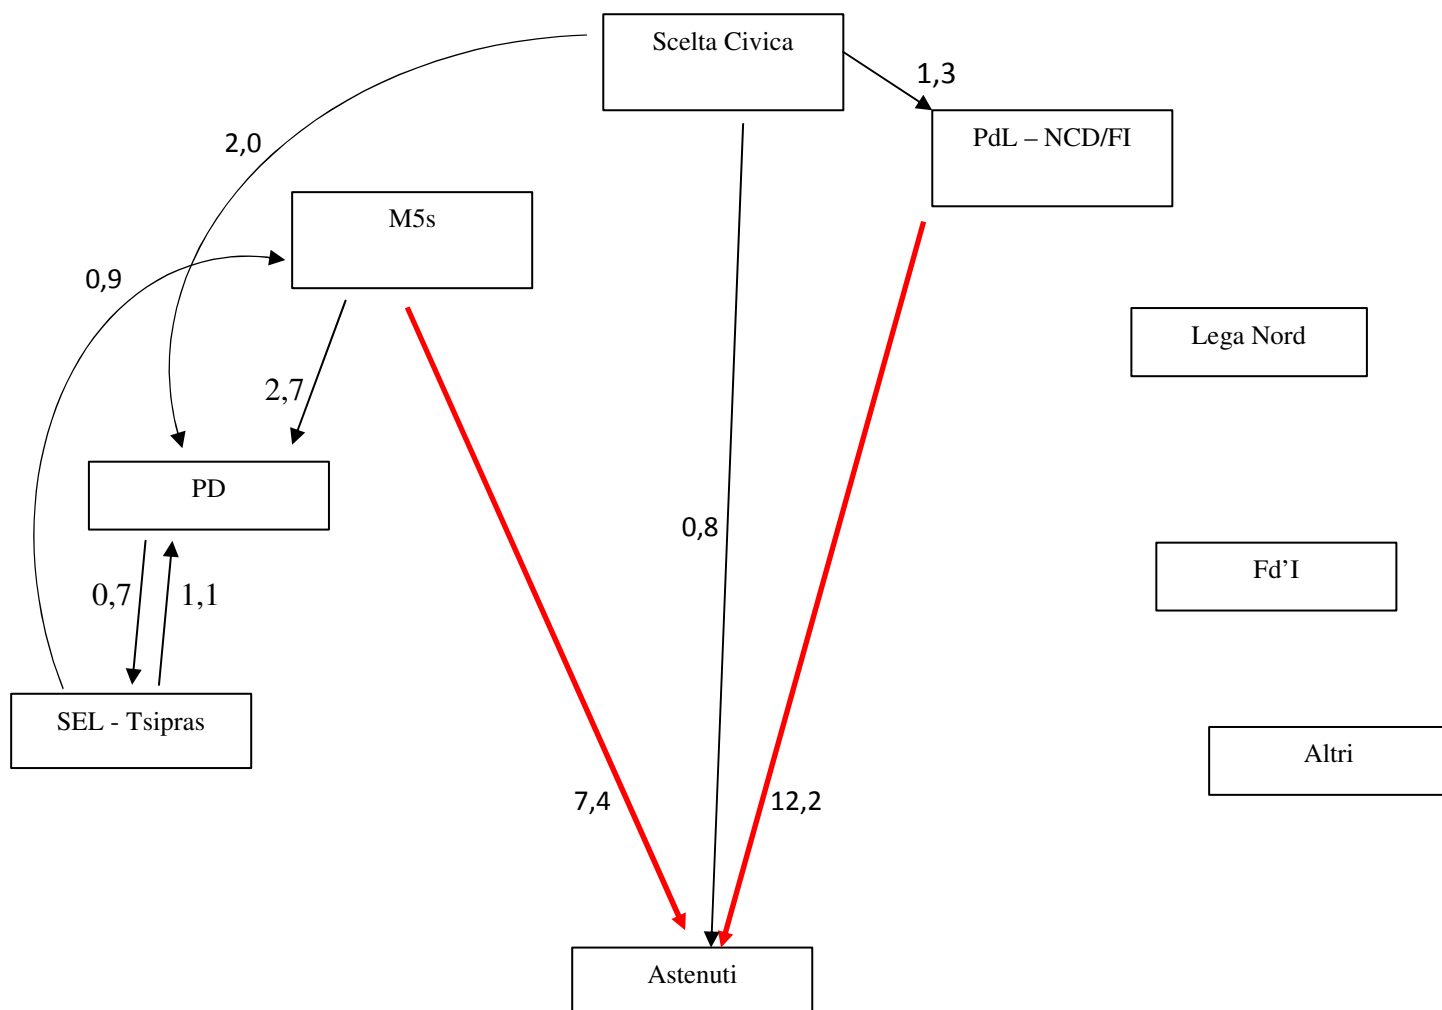 Scelta Civica
1,3
PdL – NCD/FI
2,0
M5s
0,9
Lega Nord
2,7
PD
0,8
Fd’I
0,7
1,1
SEL - Tsipras
Altri
7,4
12,2
Astenuti